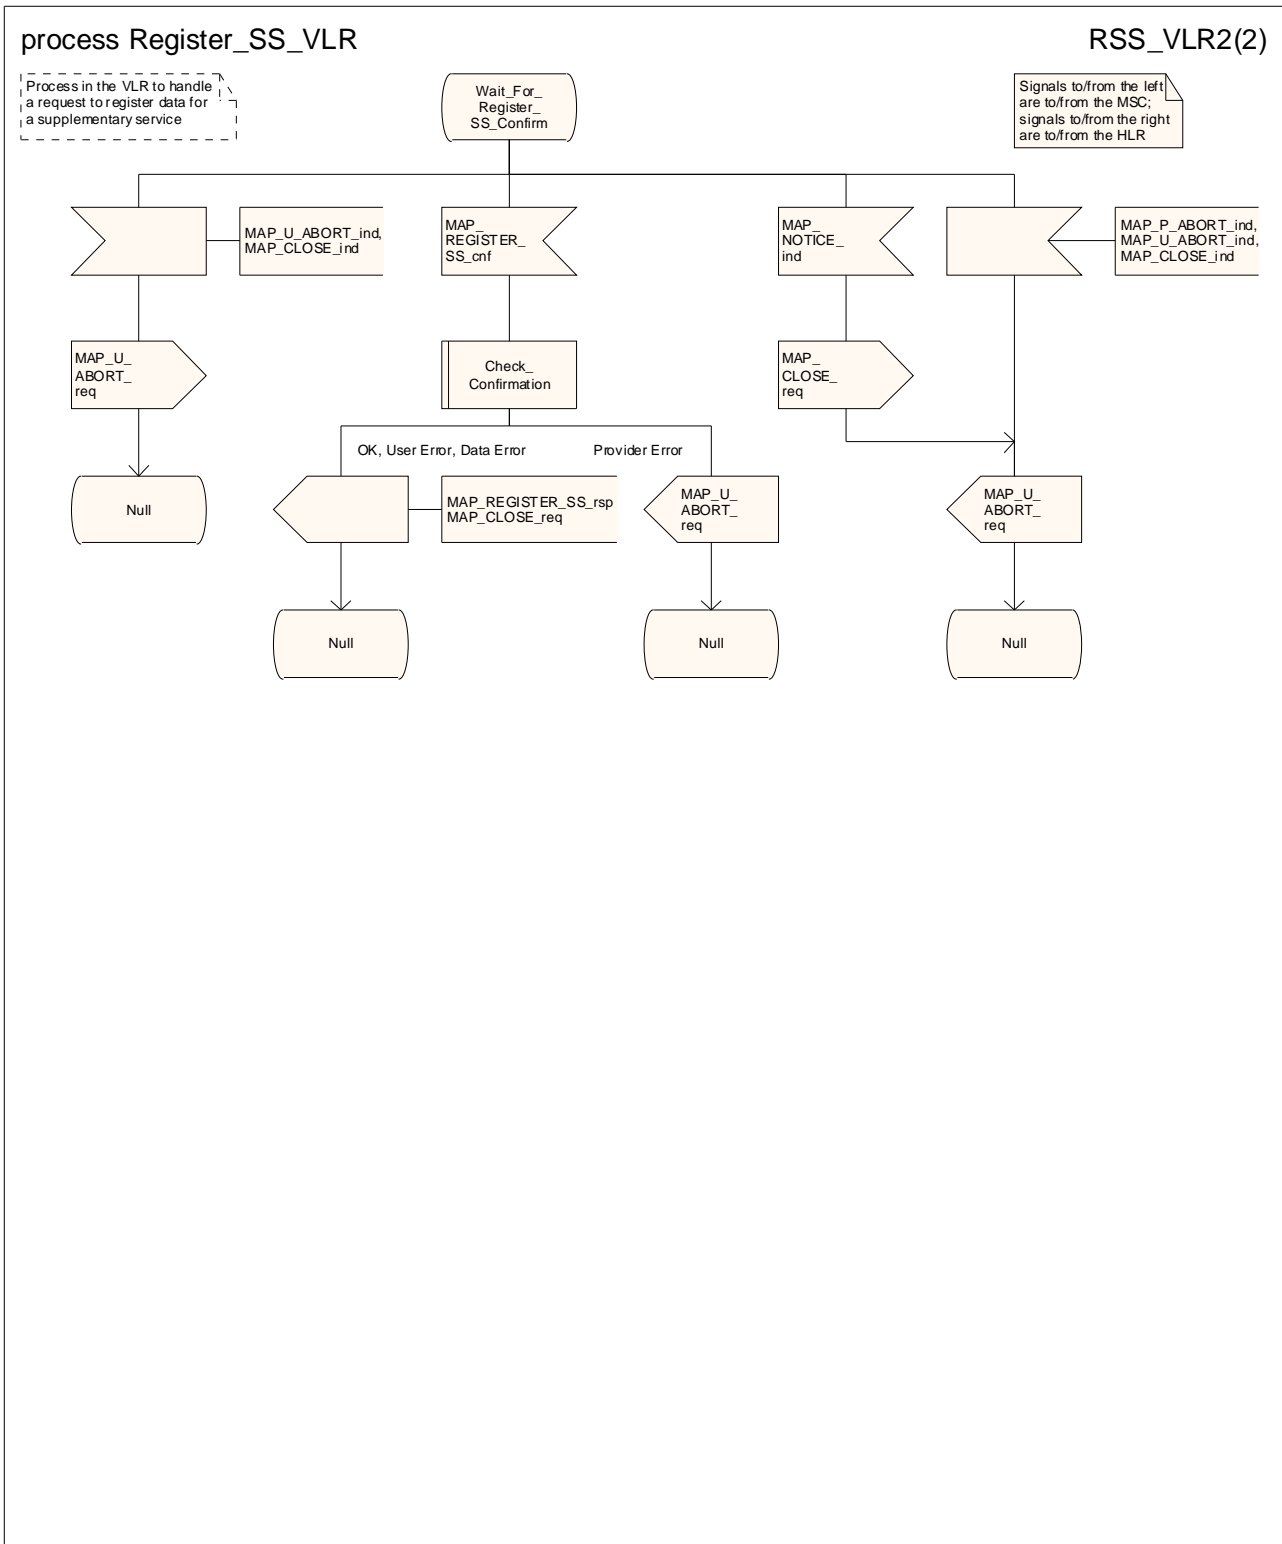 process Register_SS_VLR
RSS_VLR2(2)
Process in the VLR to handle
a request to register data for
a supplementary service
Wait_For_
Register_
SS_Confirm
Signals to/from the left
are to/from the MSC;
signals to/from the right
are to/from the HLR
MAP_U_ABORT_ind,
MAP_CLOSE_ind
MAP_
REGISTER_
SS_cnf
MAP_
NOTICE_
ind
MAP_P_ABORT_ind,
MAP_U_ABORT_ind,
MAP_CLOSE_ind
MAP_U_
ABORT_
req
Check_
Confirmation
MAP_
CLOSE_
req
OK, User Error, Data Error
Provider Error
Null
MAP_REGISTER_SS_rsp
MAP_CLOSE_req
MAP_U_
ABORT_
req
MAP_U_
ABORT_
req
Null
Null
Null